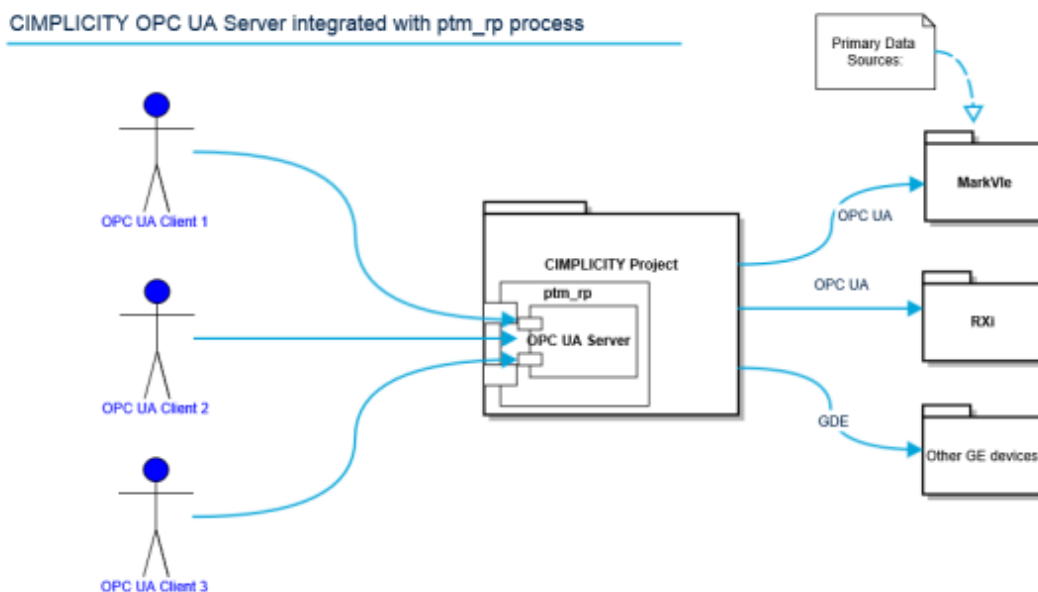 CIMPLICITY OPC UA Server integrated with ptm_rp process
Primary Data
Sources:
OPC UA Client 1
MarkVIe
OPC UA
CIMPLICITY Project
ptm_rp
OPC UA Server
OPC UA
RXi
OPC UA Client 2
GDE
Other GE devices
OPC UA Client 3